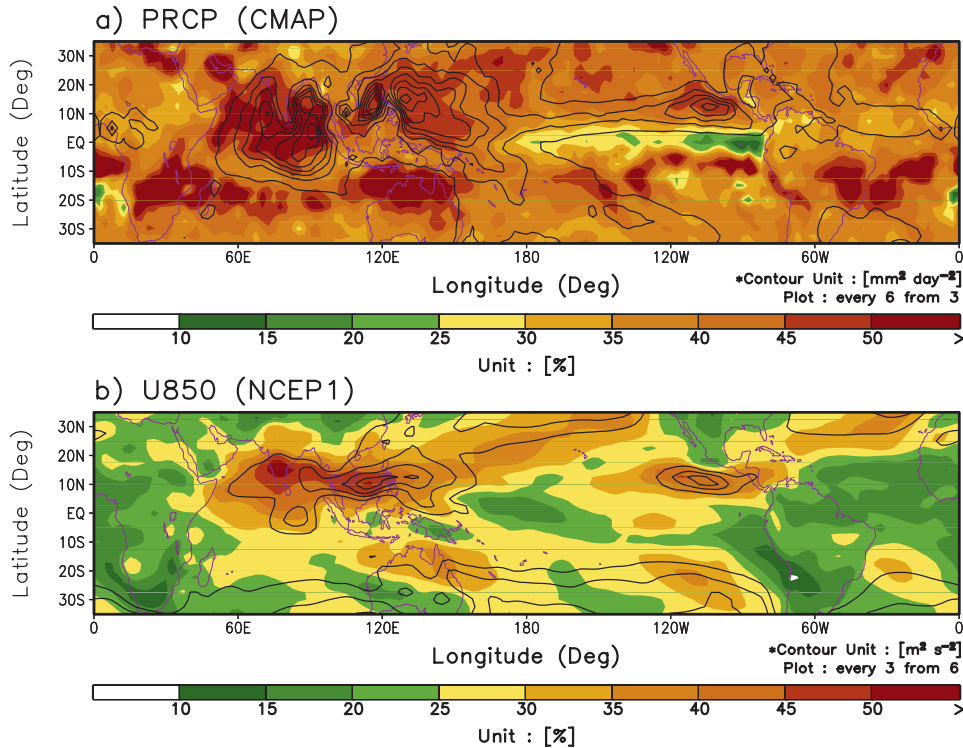 a) PRCP (CMAP)
Latitude (Deg)
30N
20N
10N
EQ
10S
20S
30S
0 60E 120E 180 120W 60W 0
Longitude (Deg)
*Contour Unit : [mm² day⁻²]
Plot : every 6 from 3
10 15 20 25 30 35 40 45 50 >
Unit : [%]
b) U850 (NCEP1)
Latitude (Deg)
30N
20N
10N
EQ
10S
20S
30S
0 60E 120E 180 120W 60W 0
Longitude (Deg)
*Contour Unit : [m² s⁻²]
Plot : every 3 from 6
10 15 20 25 30 35 40 45 50 >
Unit : [%]